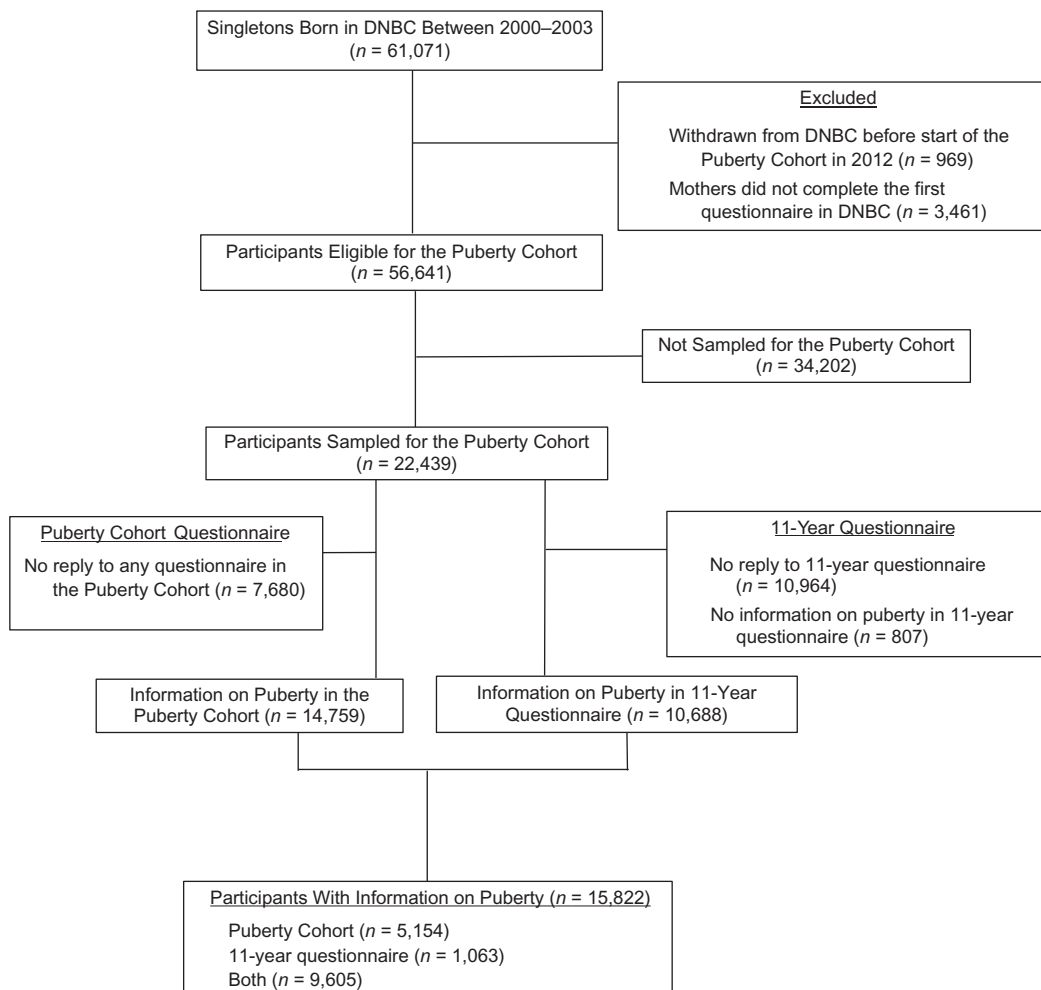 Singletons Born in DNBC Between 2000–2003
(n = 61,071)
Excluded
Withdrawn from DNBC before start of the
Puberty Cohort in 2012 (n = 969)
Mothers did not complete the first
questionnaire in DNBC (n = 3,461)
Participants Eligible for the Puberty Cohort
(n = 56,641)
Not Sampled for the Puberty Cohort
(n = 34,202)
Participants Sampled for the Puberty Cohort
(n = 22,439)
Puberty Cohort Questionnaire
No reply to any questionnaire in
the Puberty Cohort (n = 7,680)
11-Year Questionnaire
No reply to 11-year questionnaire
(n = 10,964)
No information on puberty in 11-year
questionnaire (n = 807)
Information on Puberty in the
Puberty Cohort (n = 14,759)
Information on Puberty in 11-Year
Questionnaire (n = 10,688)
Participants With Information on Puberty (n = 15,822)
Puberty Cohort (n = 5,154)
11-year questionnaire (n = 1,063)
Both (n = 9,605)